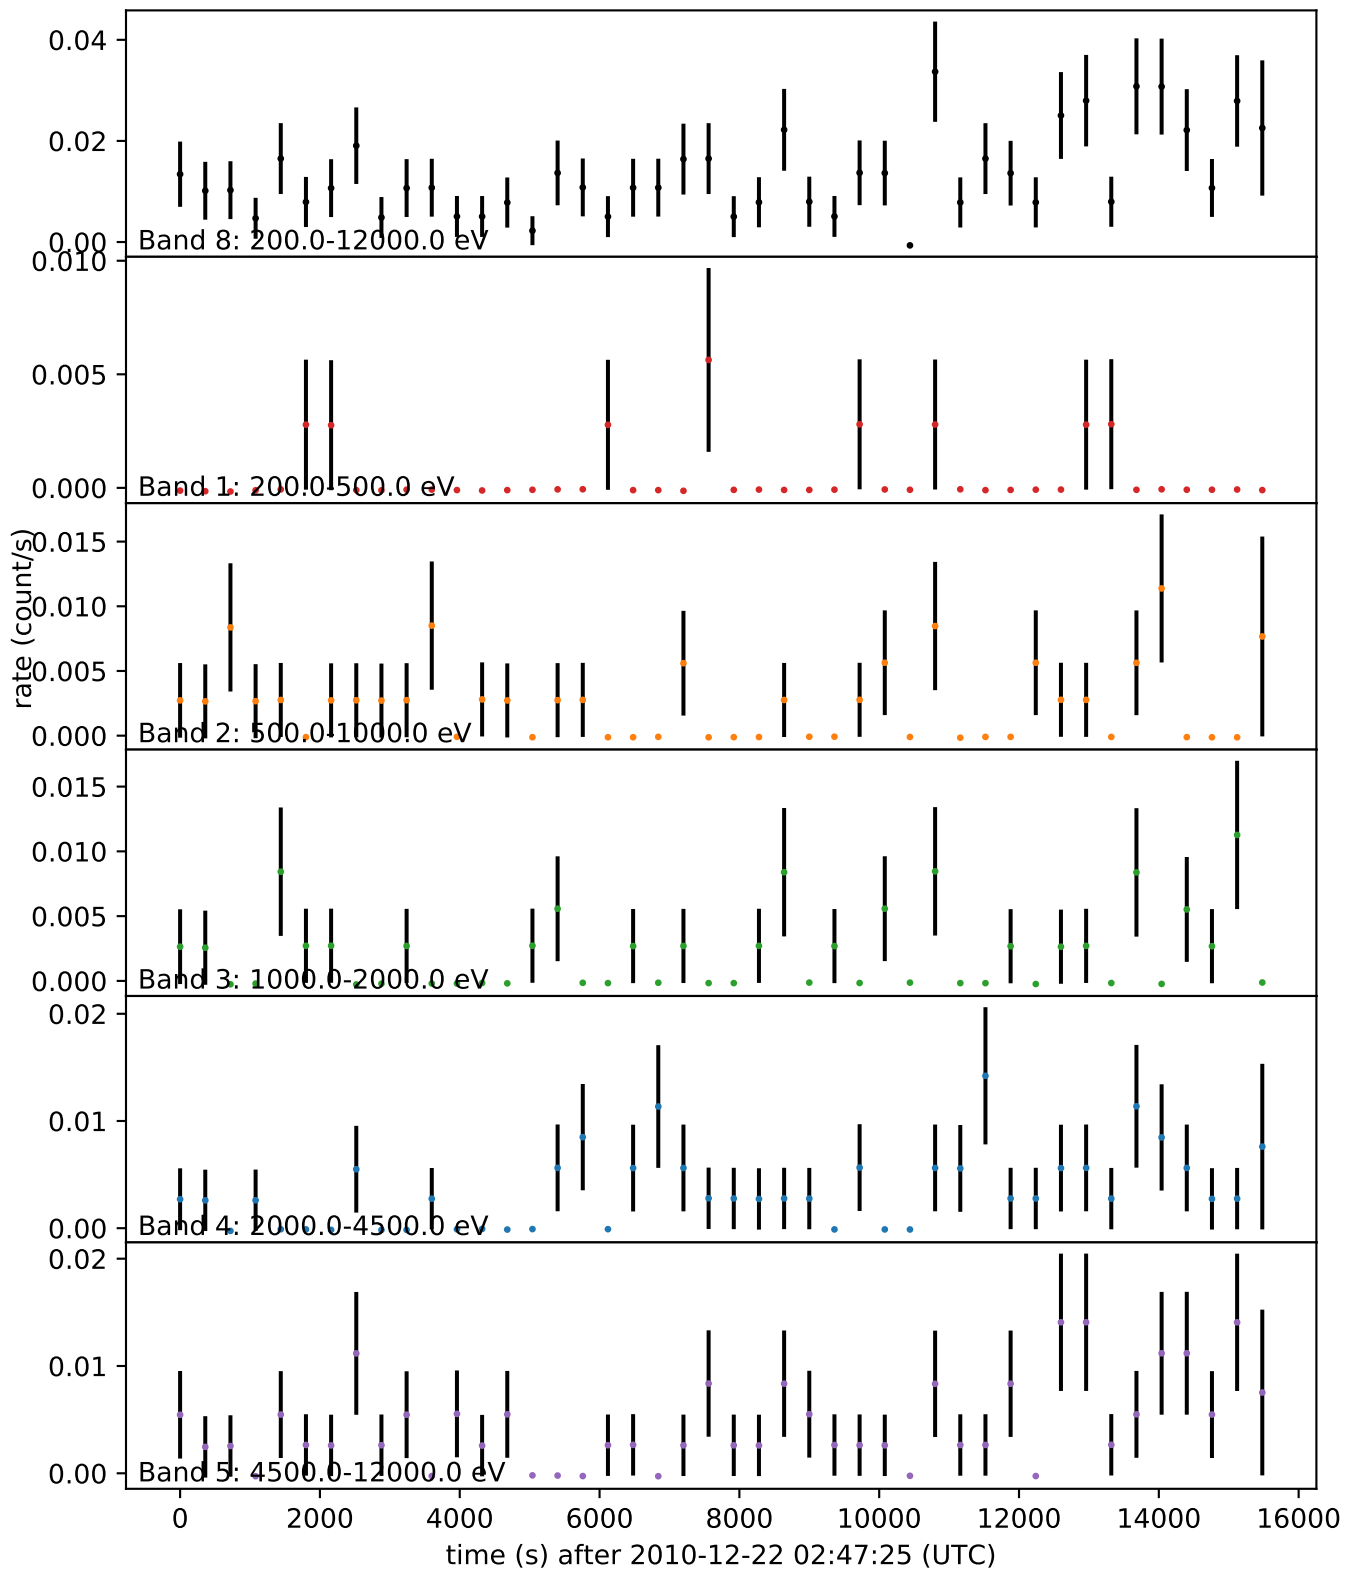 0.04
0.02
0.00
Band 8: 200.0-12000.0 eV
0.010
0.005
0.000
Band 1: 200.0-500.0 eV
rate (count/s)
0.015
0.010
0.005
0.000
Band 2: 500.0-1000.0 eV
0.015
0.010
0.005
0.000
Band 3: 1000.0-2000.0 eV
0.02
0.01
0.00
Band 4: 2000.0-4500.0 eV
0.02
0.01
0.00
Band 5: 4500.0-12000.0 eV
0 2000 4000 6000 8000 10000 12000 14000 16000
time (s) after 2010-12-22 02:47:25 (UTC)